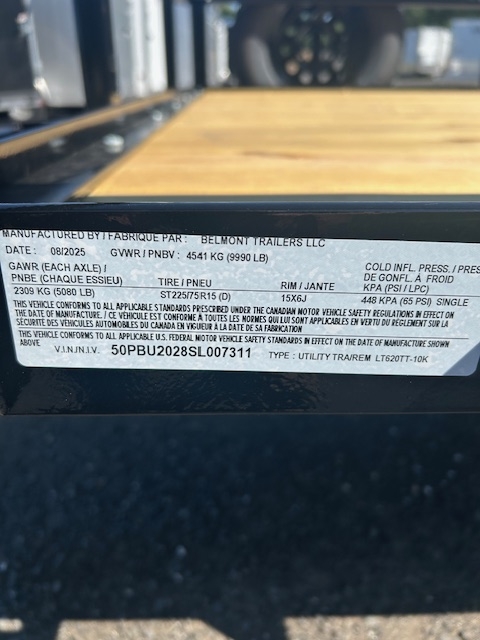 MANUFACTURED BY / FABRIQUE PAR : BELMONT TRAILERS LLC
DATE : 08/2025 GVWR / PNBV : 4541 KG (9990 LB)
GAWR (EACH AXLE) / COLD INFL. PRESS. / PRES
PNBE (CHAQUE ESSIEU) TIRE / PNEU RIM / JANTE DE GONFL. À FROID
KPA (PSI / LPC)
2309 KG (5080 LB) ST225/75R15 (D) 15X6J 448 KPA (65 PSI) SINGLE
THIS VEHICLE CONFORMS TO ALL APPLICABLE STANDARDS PRESCRIBED UNDER THE CANADIAN MOTOR VEHICLE SAFETY REGULATIONS IN EFFECT ON
THE DATE OF MANUFACTURE. / CE VÉHICULE EST CONFORME À TOUTES LES NORMES QUI LUI SONT APPLICABLES EN VERTU DU RÈGLEMENT SUR LA
SÉCURITÉ DES VÉHICULES AUTOMOBILES DU CANADA EN VIGUEUR À LA DATE DE SA FABRICATION
THIS VEHICLE CONFORMS TO ALL APPLICABLE U.S. FEDERAL MOTOR VEHICLE SAFETY STANDARDS IN EFFECT ON THE DATE OF MANUFACTURE SHOWN
ABOVE.
V.I.N./N.I.V. 50PBU2028SL007311 TYPE : UTILITY TRA/REM LT620TT-10K